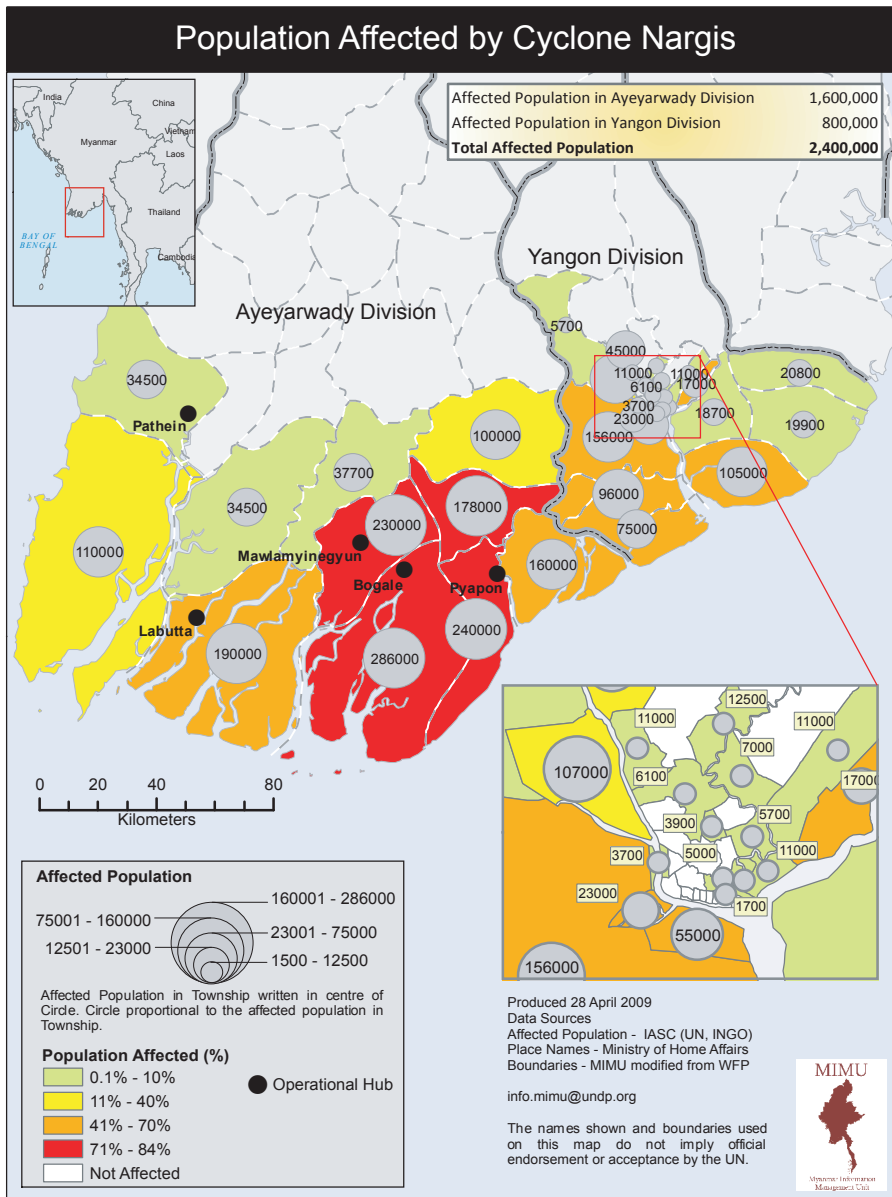 Population Affected by Cyclone Nargis
India
China
Myanmar
Vietnam
Laos
Thailand
Cambodia
BAY OF
BENGAL
Affected Population in Ayeyarwady Division 1,600,000
Affected Population in Yangon Division 800,000
Total Affected Population 2,400,000
Yangon Division
Ayeyarwady Division
5700
45000
11000
11000
6100
17000
3700
23000
18700
20800
19900
34500
Pathein
100000
156000
105000
37700
96000
34500
178000
230000
75000
110000
Mawlamyinegyun
Bogale
Pyapon
160000
Labutta
190000
286000
240000
0 20 40 80
Kilometers
12500
11000
11000
7000
107000
6100
17000
3900
5700
3700
5000
11000
23000
1700
55000
156000
Affected Population
160001 - 286000
75001 - 160000
23001 - 75000
12501 - 23000
1500 - 12500
Affected Population in Township written in centre of
Circle. Circle proportional to the affected population in
Township.
Population Affected (%)
0.1% - 10%
11% - 40%
41% - 70%
71% - 84%
Not Affected
Operational Hub
Produced 28 April 2009
Data Sources
Affected Population - IASC (UN, INGO)
Place Names - Ministry of Home Affairs
Boundaries - MIMU modified from WFP
info.mimu@undp.org
The names shown and boundaries used
on this map do not imply official
endorsement or acceptance by the UN.
MIMU
Myanmar Information
Management Unit